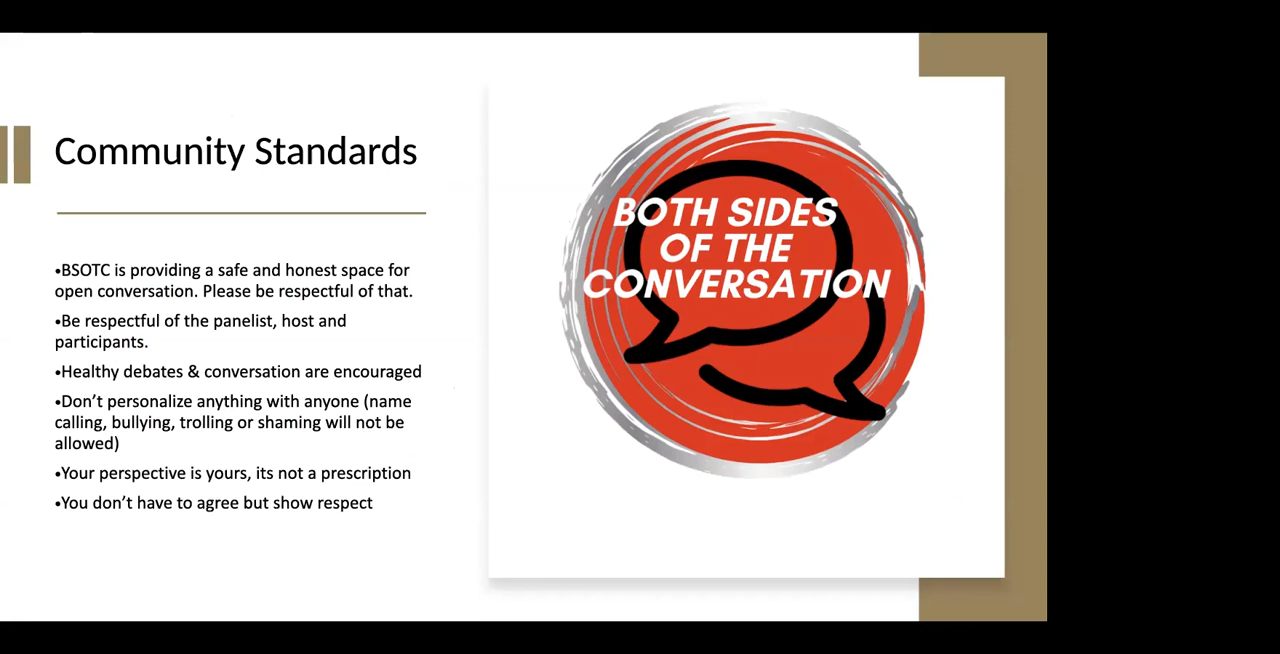 Community Standards
•BSOTC is providing a safe and honest space for
open conversation. Please be respectful of that.
•Be respectful of the panelist, host and
participants.
•Healthy debates & conversation are encouraged
•Don’t personalize anything with anyone (name
calling, bullying, trolling or shaming will not be
allowed)
•Your perspective is yours, its not a prescription
•You don’t have to agree but show respect
BOTH SIDES
OF THE
CONVERSATION